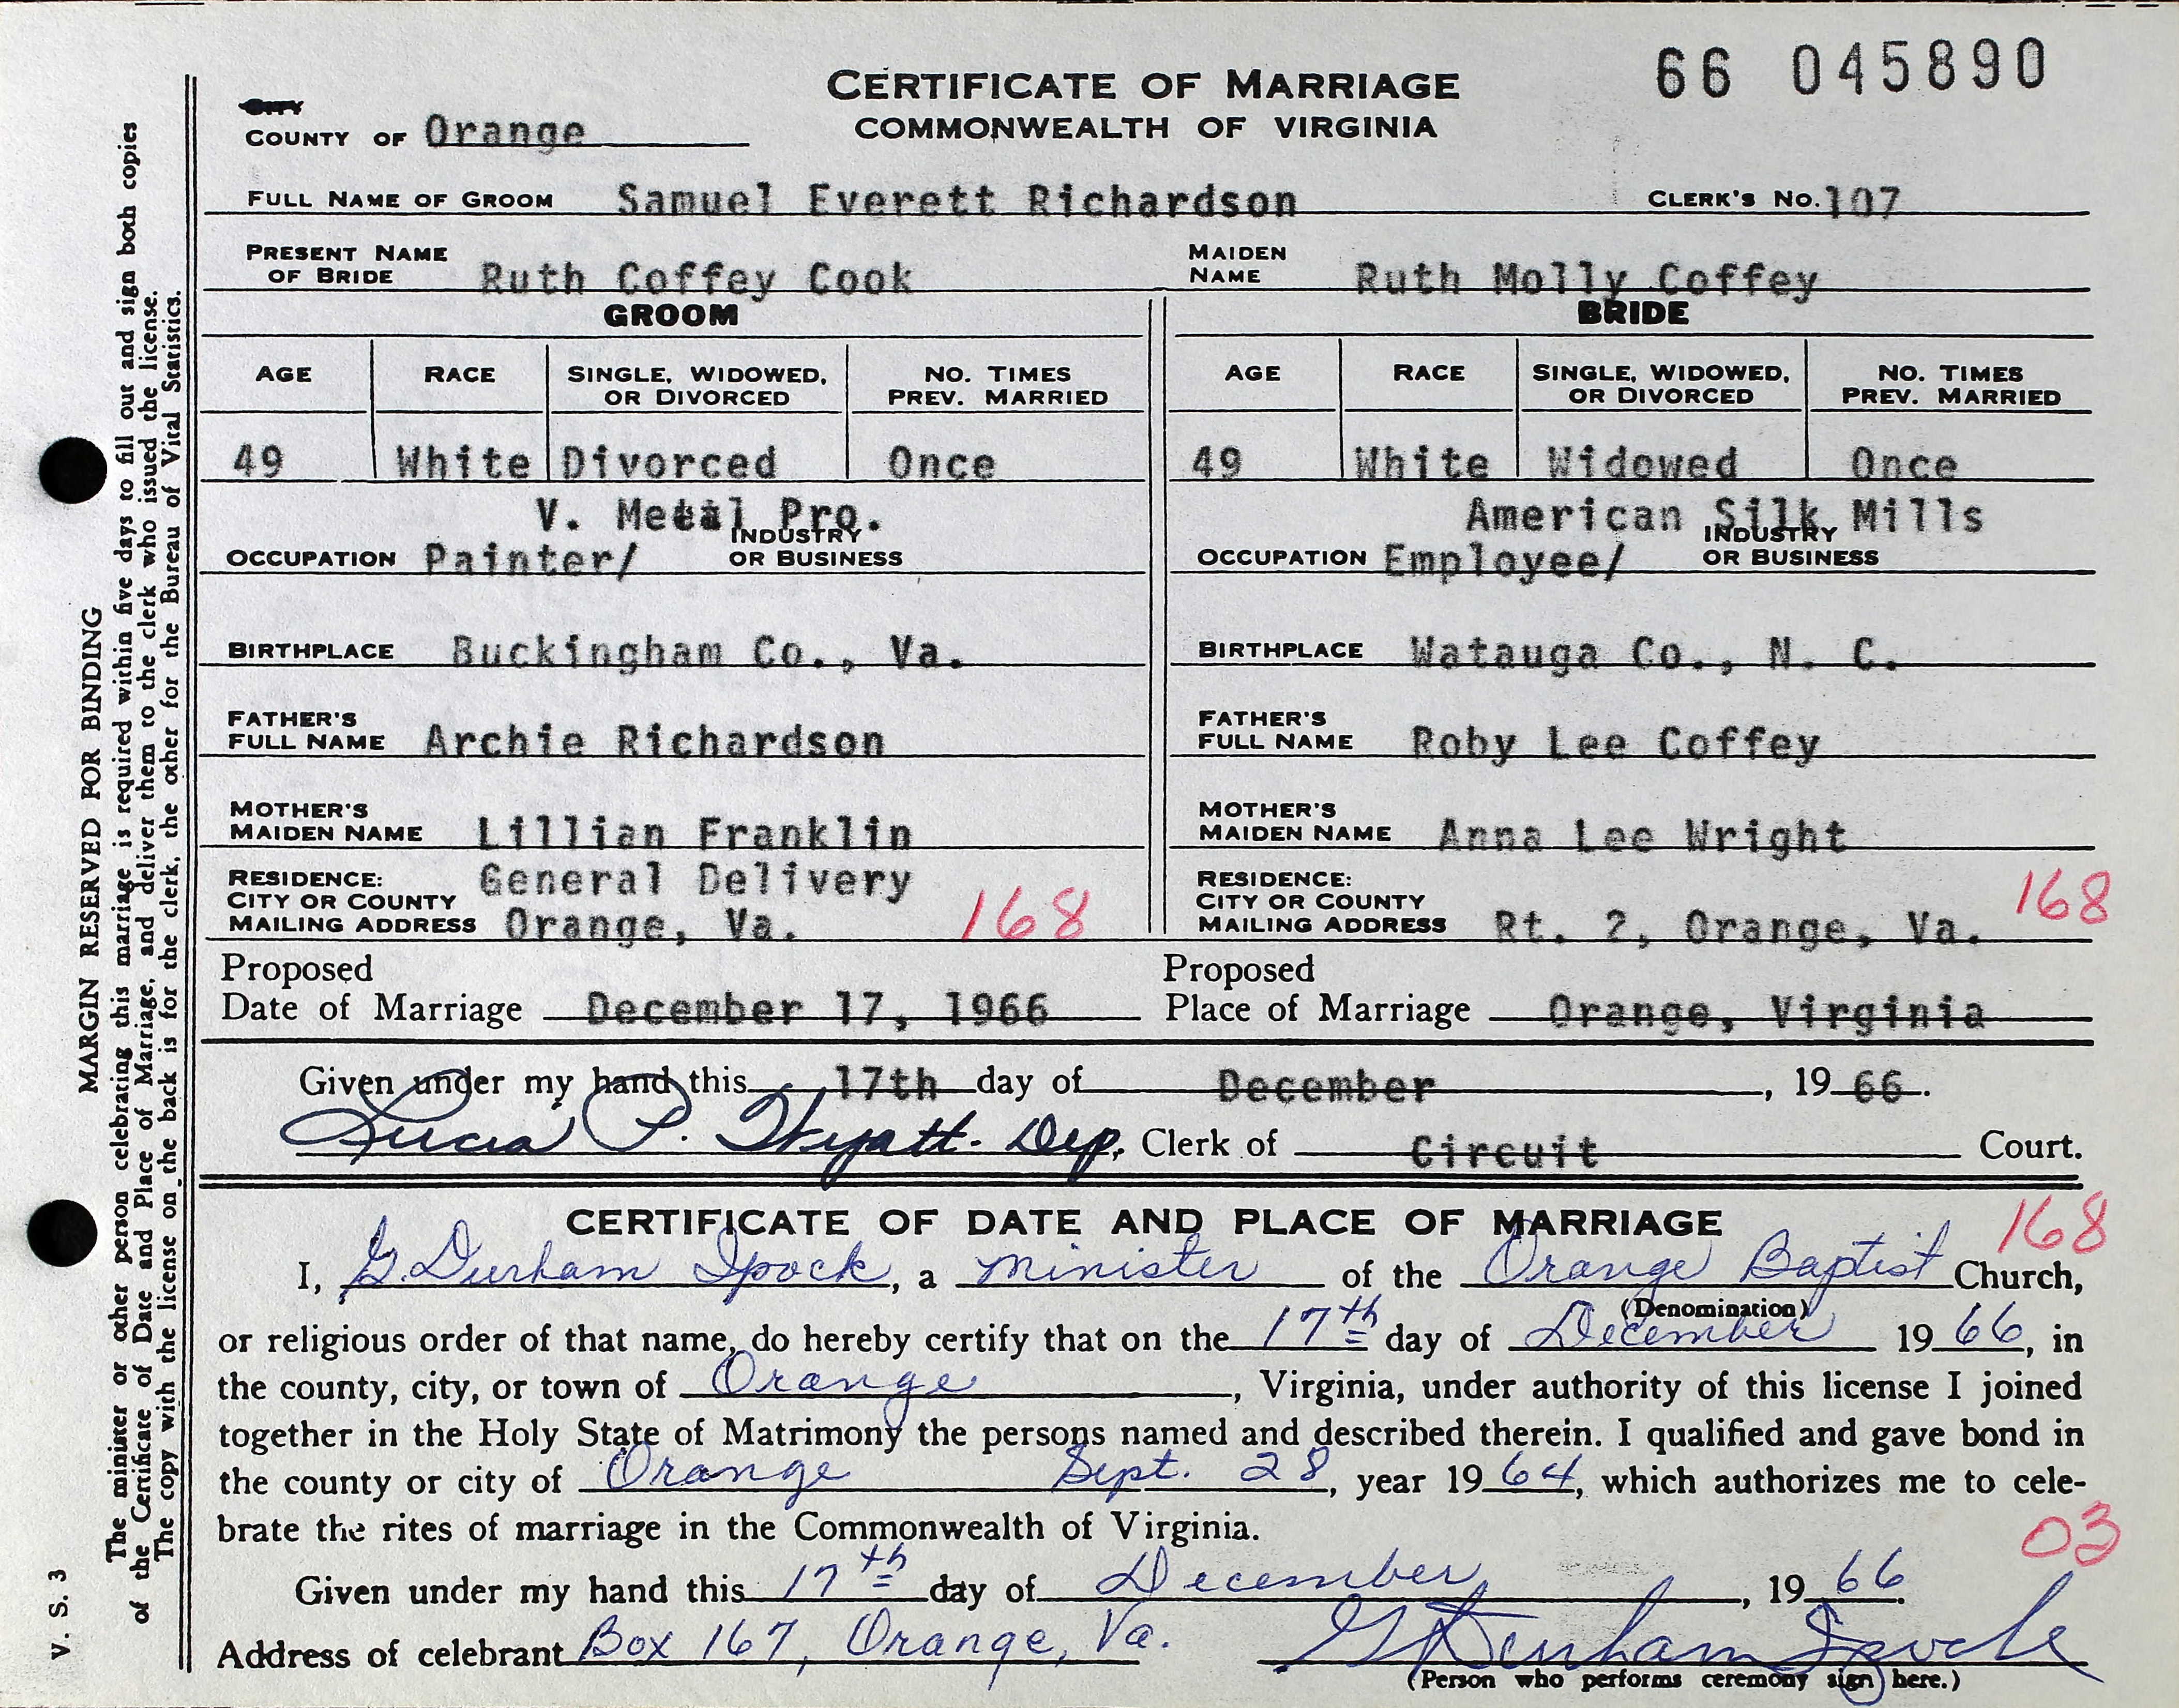 66 045890
CERTIFICATE OF MARRIAGE
COMMONWEALTH OF VIRGINIA
CITY
COUNTY OF Orange
FULL NAME OF GROOM Samuel Everett Richardson CLERK'S NO. 107
PRESENT NAME OF BRIDE Ruth Coffey Cook MAIDEN NAME Ruth Molly Coffey
GROOM BRIDE
AGE RACE SINGLE, WIDOWED, OR DIVORCED NO. TIMES PREV. MARRIED AGE RACE SINGLE, WIDOWED, OR DIVORCED NO. TIMES PREV. MARRIED
49 White Divorced Once 49 White Widowed Once
V. Metal Pro. American Silk Mills
OCCUPATION Painter/ INDUSTRY OR BUSINESS OCCUPATION Employee/ INDUSTRY OR BUSINESS
BIRTHPLACE Buckingham Co., Va. BIRTHPLACE Watauga Co., N. C.
FATHER'S FULL NAME Archie Richardson FATHER'S FULL NAME Roby Lee Coffey
MOTHER'S MAIDEN NAME Lillian Franklin MOTHER'S MAIDEN NAME Anna Lee Wright
RESIDENCE: CITY OR COUNTY MAILING ADDRESS General Delivery Orange, Va. 168 RESIDENCE: CITY OR COUNTY MAILING ADDRESS Rt. 2, Orange, Va. 168
Proposed Date of Marriage December 17, 1966 Proposed Place of Marriage Orange, Virginia
Given under my hand this 17th day of December, 1966.
Lucia P. Wyatt - Dep. Clerk of Circuit Court.
CERTIFICATE OF DATE AND PLACE OF MARRIAGE 168
I, G. Durham Ipock, a minister of the Orange Baptist Church,
(Denomination)
or religious order of that name, do hereby certify that on the 17th day of December 1966, in
the county, city, or town of Orange, Virginia, under authority of this license I joined
together in the Holy State of Matrimony the persons named and described therein. I qualified and gave bond in
the county or city of Orange Sept. 28, year 1964, which authorizes me to cele-
brate the rites of marriage in the Commonwealth of Virginia. 03
Given under my hand this 17th day of December, 1966.
Address of celebrant Box 167, Orange, Va. G Durham Ipock
(Person who performs ceremony sign here.)
MARGIN RESERVED FOR BINDING
The minister or other person celebrating this marriage is required within five days to fill out and sign both copies
of the Certificate of Date and Place of Marriage, and deliver them to the clerk who issued the license.
The copy with the license on the back is for the clerk, the other for the Bureau of Vital Statistics.
V. S. 3